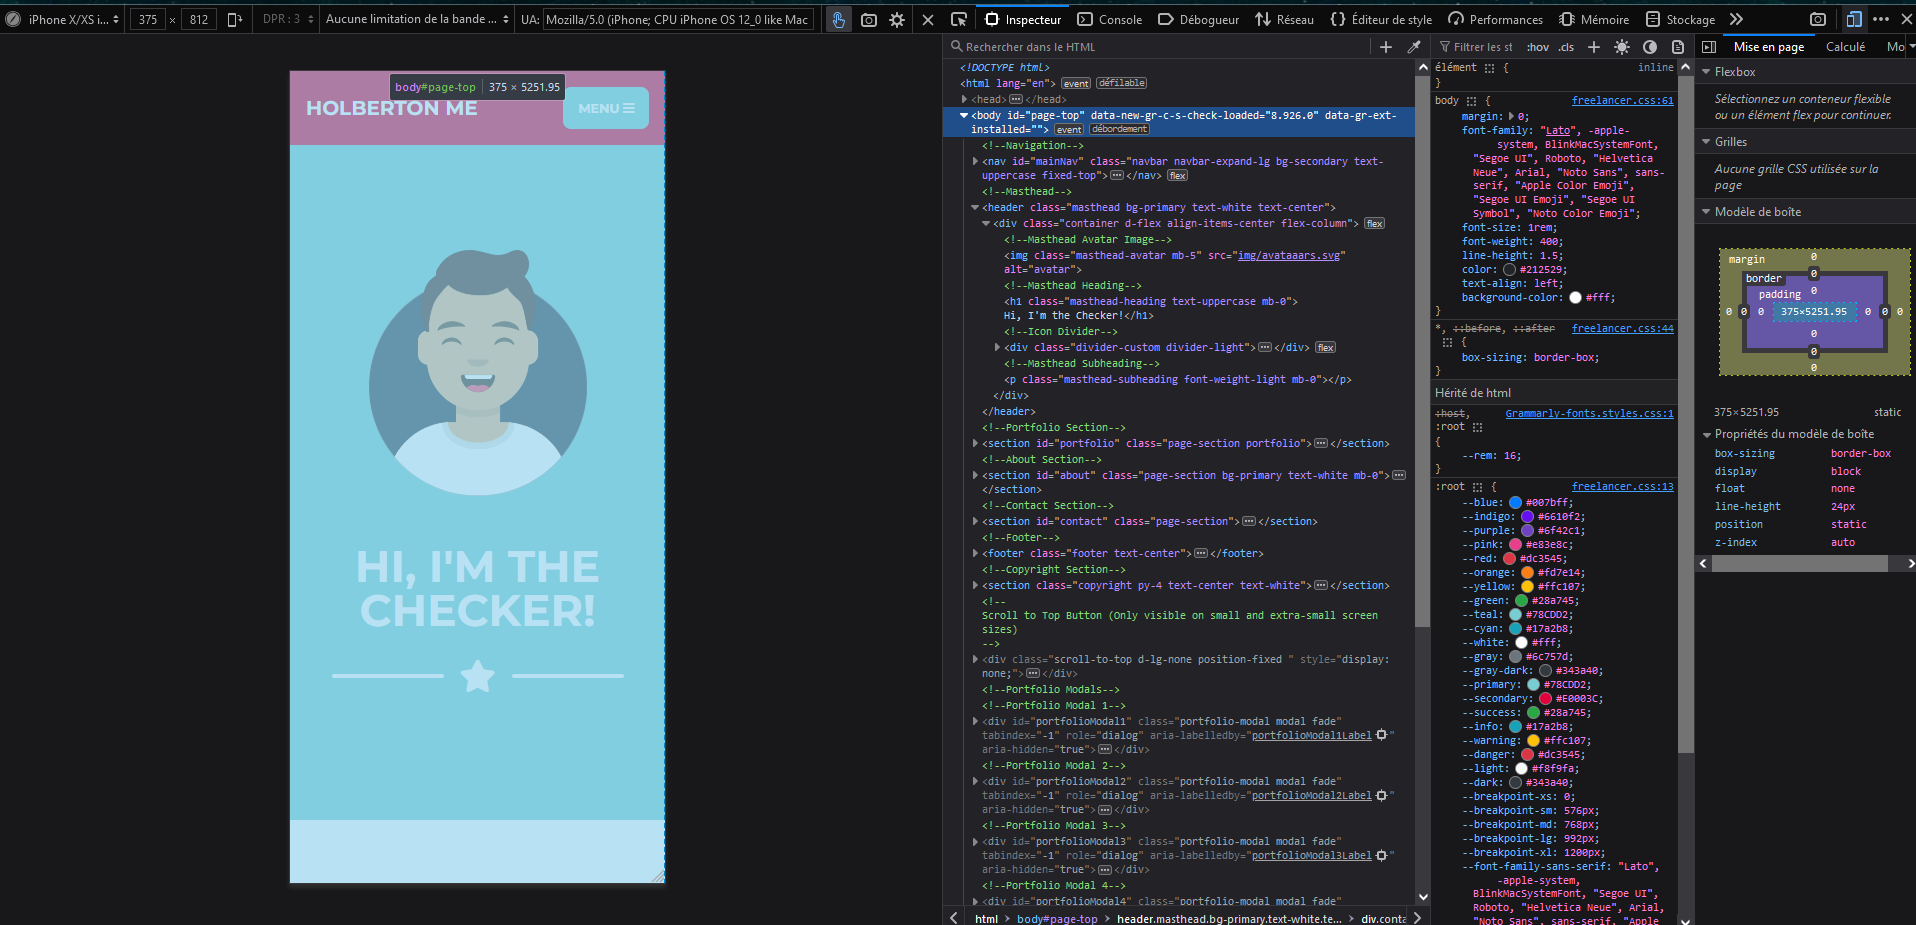 iPhone X/XS i...
375 × 812
DPR : 3
Aucune limitation de la bande ...
UA: Mozilla/5.0 (iPhone; CPU iPhone OS 12_0 like Mac
Inspecteur
Console
Débogueur
Réseau
Éditeur de style
Performances
Mémoire
Stockage
body#page-top 375 × 5251.95
HOLBERTON ME
MENU
HI, I'M THE
CHECKER!
Rechercher dans le HTML
<!DOCTYPE html>
<html lang="en"> event défilable
<head></head>
<body id="page-top" data-new-gr-c-s-check-loaded="8.926.0" data-gr-ext-
installed=""> event débordement
<!--Navigation-->
<nav id="mainNav" class="navbar navbar-expand-lg bg-secondary text-
uppercase fixed-top"></nav> flex
<!--Masthead-->
<header class="masthead bg-primary text-white text-center">
<div class="container d-flex align-items-center flex-column"> flex
<!--Masthead Avatar Image-->
<img class="masthead-avatar mb-5" src="img/avataaars.svg"
alt="avatar">
<!--Masthead Heading-->
<h1 class="masthead-heading text-uppercase mb-0">
Hi, I'm the Checker!</h1>
<!--Icon Divider-->
<div class="divider-custom divider-light"></div> flex
<!--Masthead Subheading-->
<p class="masthead-subheading font-weight-light mb-0"></p>
</div>
</header>
<!--Portfolio Section-->
<section id="portfolio" class="page-section portfolio"></section>
<!--About Section-->
<section id="about" class="page-section bg-primary text-white mb-0">
</section>
<!--Contact Section-->
<section id="contact" class="page-section"></section>
<!--Footer-->
<footer class="footer text-center"></footer>
<!--Copyright Section-->
<section class="copyright py-4 text-center text-white"></section>
<!--
Scroll to Top Button (Only visible on small and extra-small screen
sizes)
-->
<div class="scroll-to-top d-lg-none position-fixed " style="display:
none;"></div>
<!--Portfolio Modals-->
<!--Portfolio Modal 1-->
<div id="portfolioModal1" class="portfolio-modal modal fade"
tabindex="-1" role="dialog" aria-labelledby="portfolioModal1Label"
aria-hidden="true"></div>
<!--Portfolio Modal 2-->
<div id="portfolioModal2" class="portfolio-modal modal fade"
tabindex="-1" role="dialog" aria-labelledby="portfolioModal2Label"
aria-hidden="true"></div>
<!--Portfolio Modal 3-->
<div id="portfolioModal3" class="portfolio-modal modal fade"
tabindex="-1" role="dialog" aria-labelledby="portfolioModal3Label"
aria-hidden="true"></div>
<!--Portfolio Modal 4-->
<div id="portfolioModal4" class="portfolio-modal modal fade"
html > body#page-top > header.masthead.bg-primary.text-white.te... > div.conta
Filtrer les st :hov .cls
élément { inline
}
body { freelancer.css:61
margin: 0;
font-family: "Lato", -apple-
system, BlinkMacSystemFont,
"Segoe UI", Roboto, "Helvetica
Neue", Arial, "Noto Sans", sans-
serif, "Apple Color Emoji",
"Segoe UI Emoji", "Segoe UI
Symbol", "Noto Color Emoji";
font-size: 1rem;
font-weight: 400;
line-height: 1.5;
color: #212529;
text-align: left;
background-color: #fff;
}
*, ::before, ::after freelancer.css:44
{
box-sizing: border-box;
}
Hérité de html
:host, Grammarly-fonts.styles.css:1
:root
{
--rem: 16;
}
:root { freelancer.css:13
--blue: #007bff;
--indigo: #6610f2;
--purple: #6f42c1;
--pink: #e83e8c;
--red: #dc3545;
--orange: #fd7e14;
--yellow: #ffc107;
--green: #28a745;
--teal: #78CDD2;
--cyan: #17a2b8;
--white: #fff;
--gray: #6c757d;
--gray-dark: #343a40;
--primary: #78CDD2;
--secondary: #E0003C;
--success: #28a745;
--info: #17a2b8;
--warning: #ffc107;
--danger: #dc3545;
--light: #f8f9fa;
--dark: #343a40;
--breakpoint-xs: 0;
--breakpoint-sm: 576px;
--breakpoint-md: 768px;
--breakpoint-lg: 992px;
--breakpoint-xl: 1200px;
--font-family-sans-serif: "Lato",
-apple-system,
BlinkMacSystemFont, "Segoe UI",
Roboto, "Helvetica Neue", Arial,
"Noto Sans", sans-serif, "Apple
Mise en page
Calculé
Mo
Flexbox
Sélectionnez un conteneur flexible
ou un élément flex pour continuer.
Grilles
Aucune grille CSS utilisée sur la
page
Modèle de boîte
margin 0
border 0
padding 0
0 0 0 375×5251.95 0 0 0
0
0
0
375×5251.95 static
Propriétés du modèle de boîte
box-sizing border-box
display block
float none
line-height 24px
position static
z-index auto